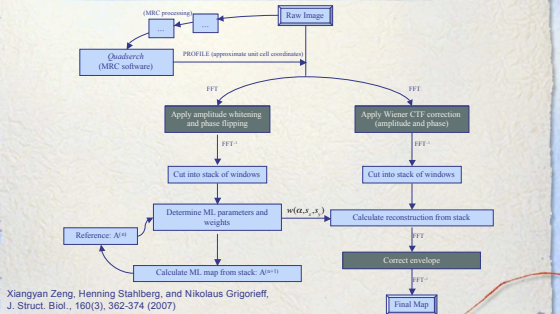 (MRC processing)
...
...
Raw Image
Quadserch
(MRC software)
PROFILE (approximate unit cell coordinates)
FFT
FFT
Apply amplitude whitening
and phase flipping
Apply Wiener CTF correction
(amplitude and phase)
FFT⁻¹
FFT⁻¹
Cut into stack of windows
Cut into stack of windows
Determine ML parameters and
weights
w(α,sₓ,sᵧ)
Calculate reconstruction from stack
Reference: A⁽ⁿ⁾
FFT
Correct envelope
Calculate ML map from stack: A⁽ⁿ⁺¹⁾
FFT⁻¹
Final Map
Xiangyan Zeng, Henning Stahlberg, and Nikolaus Grigorieff,
J. Struct. Biol., 160(3), 362-374 (2007)